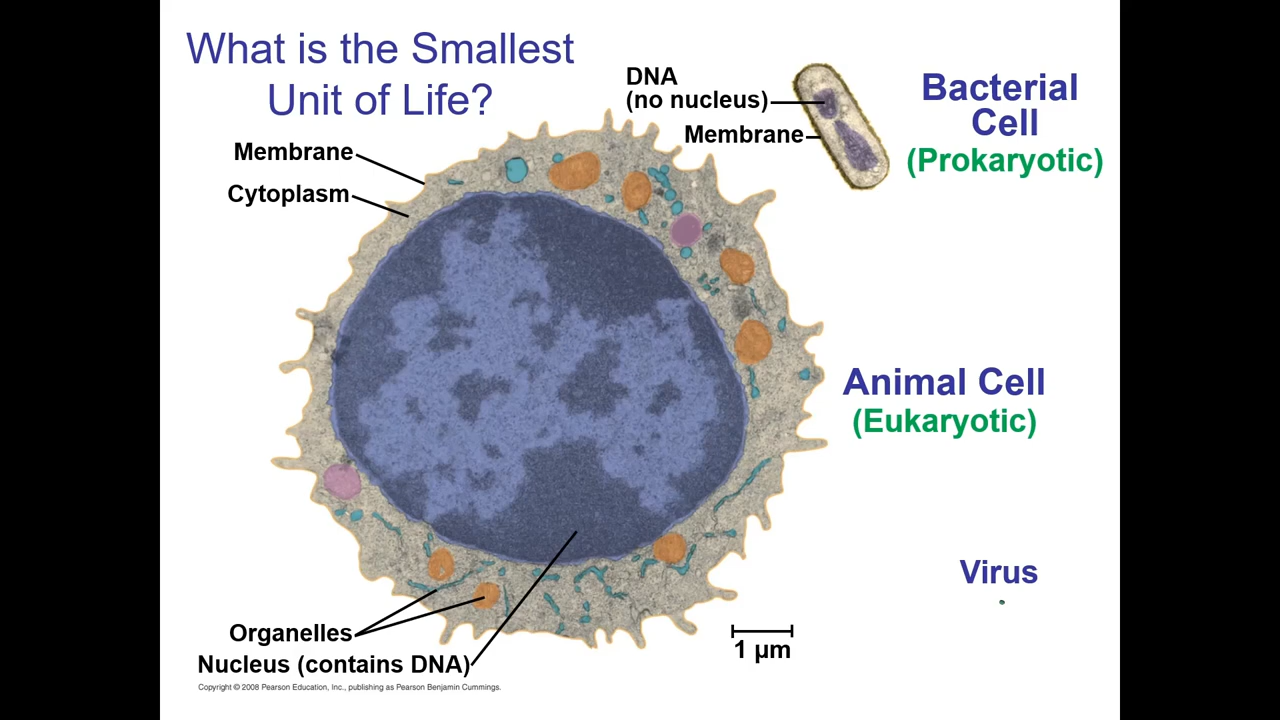 What is the Smallest
Unit of Life?
DNA
(no nucleus)
Membrane
Bacterial
Cell
(Prokaryotic)
Membrane
Cytoplasm
Animal Cell
(Eukaryotic)
Virus
Organelles
Nucleus (contains DNA)
1 µm
Copyright © 2008 Pearson Education, Inc., publishing as Pearson Benjamin Cummings.